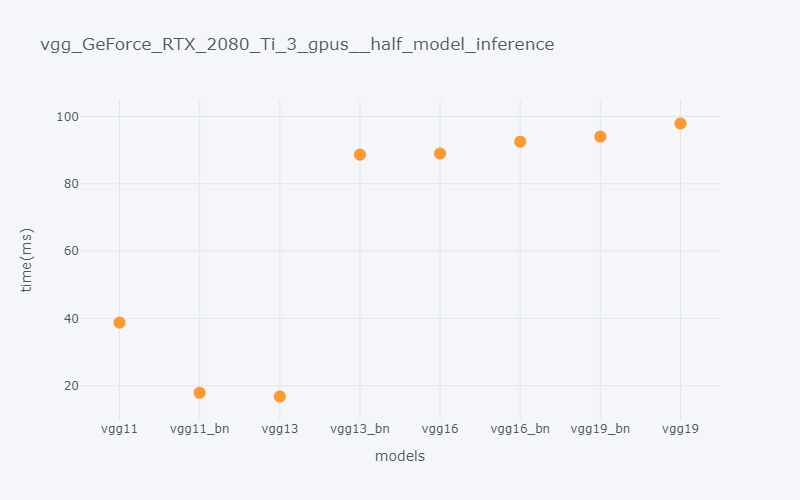 vgg_GeForce_RTX_2080_Ti_3_gpus__half_model_inference
100
80
60
40
20
time(ms)
vgg11 vgg11_bn vgg13 vgg13_bn vgg16 vgg16_bn vgg19_bn vgg19
models